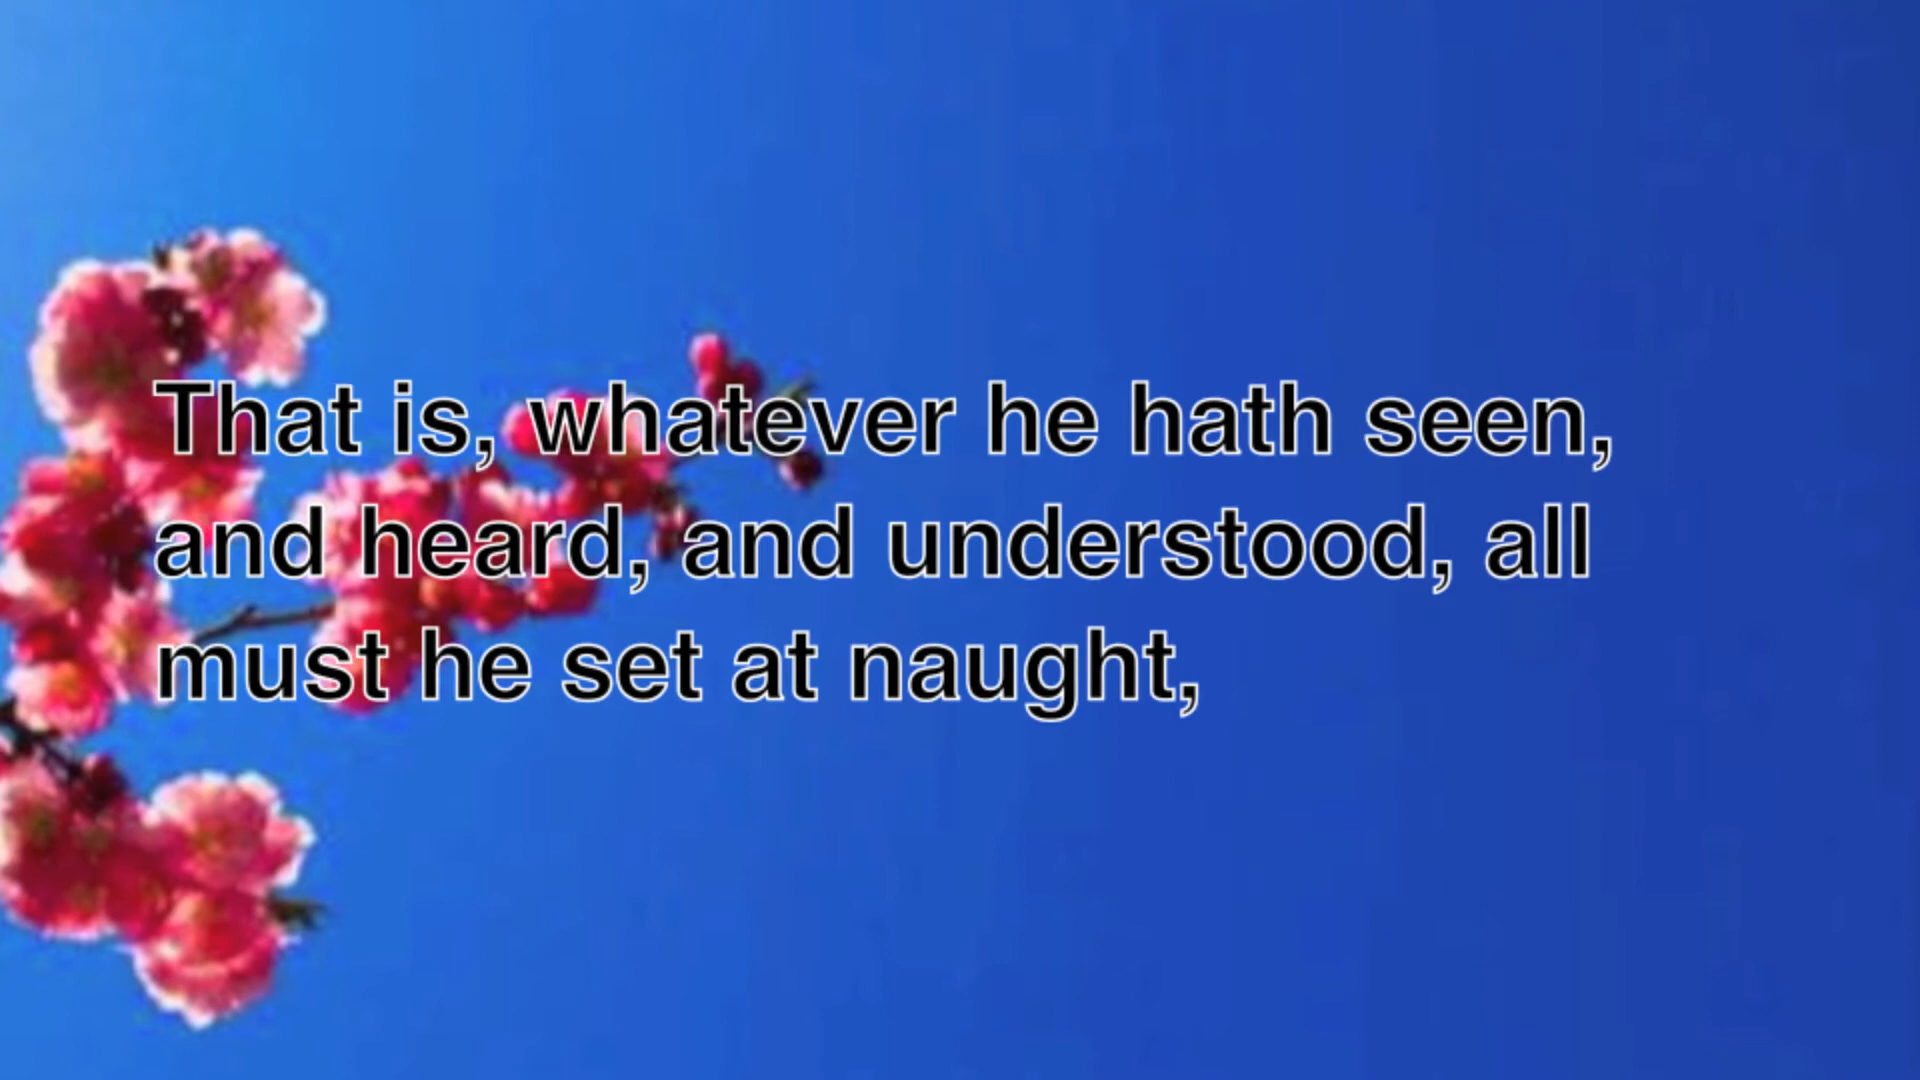 That is, whatever he hath seen,
and heard, and understood, all
must he set at naught,